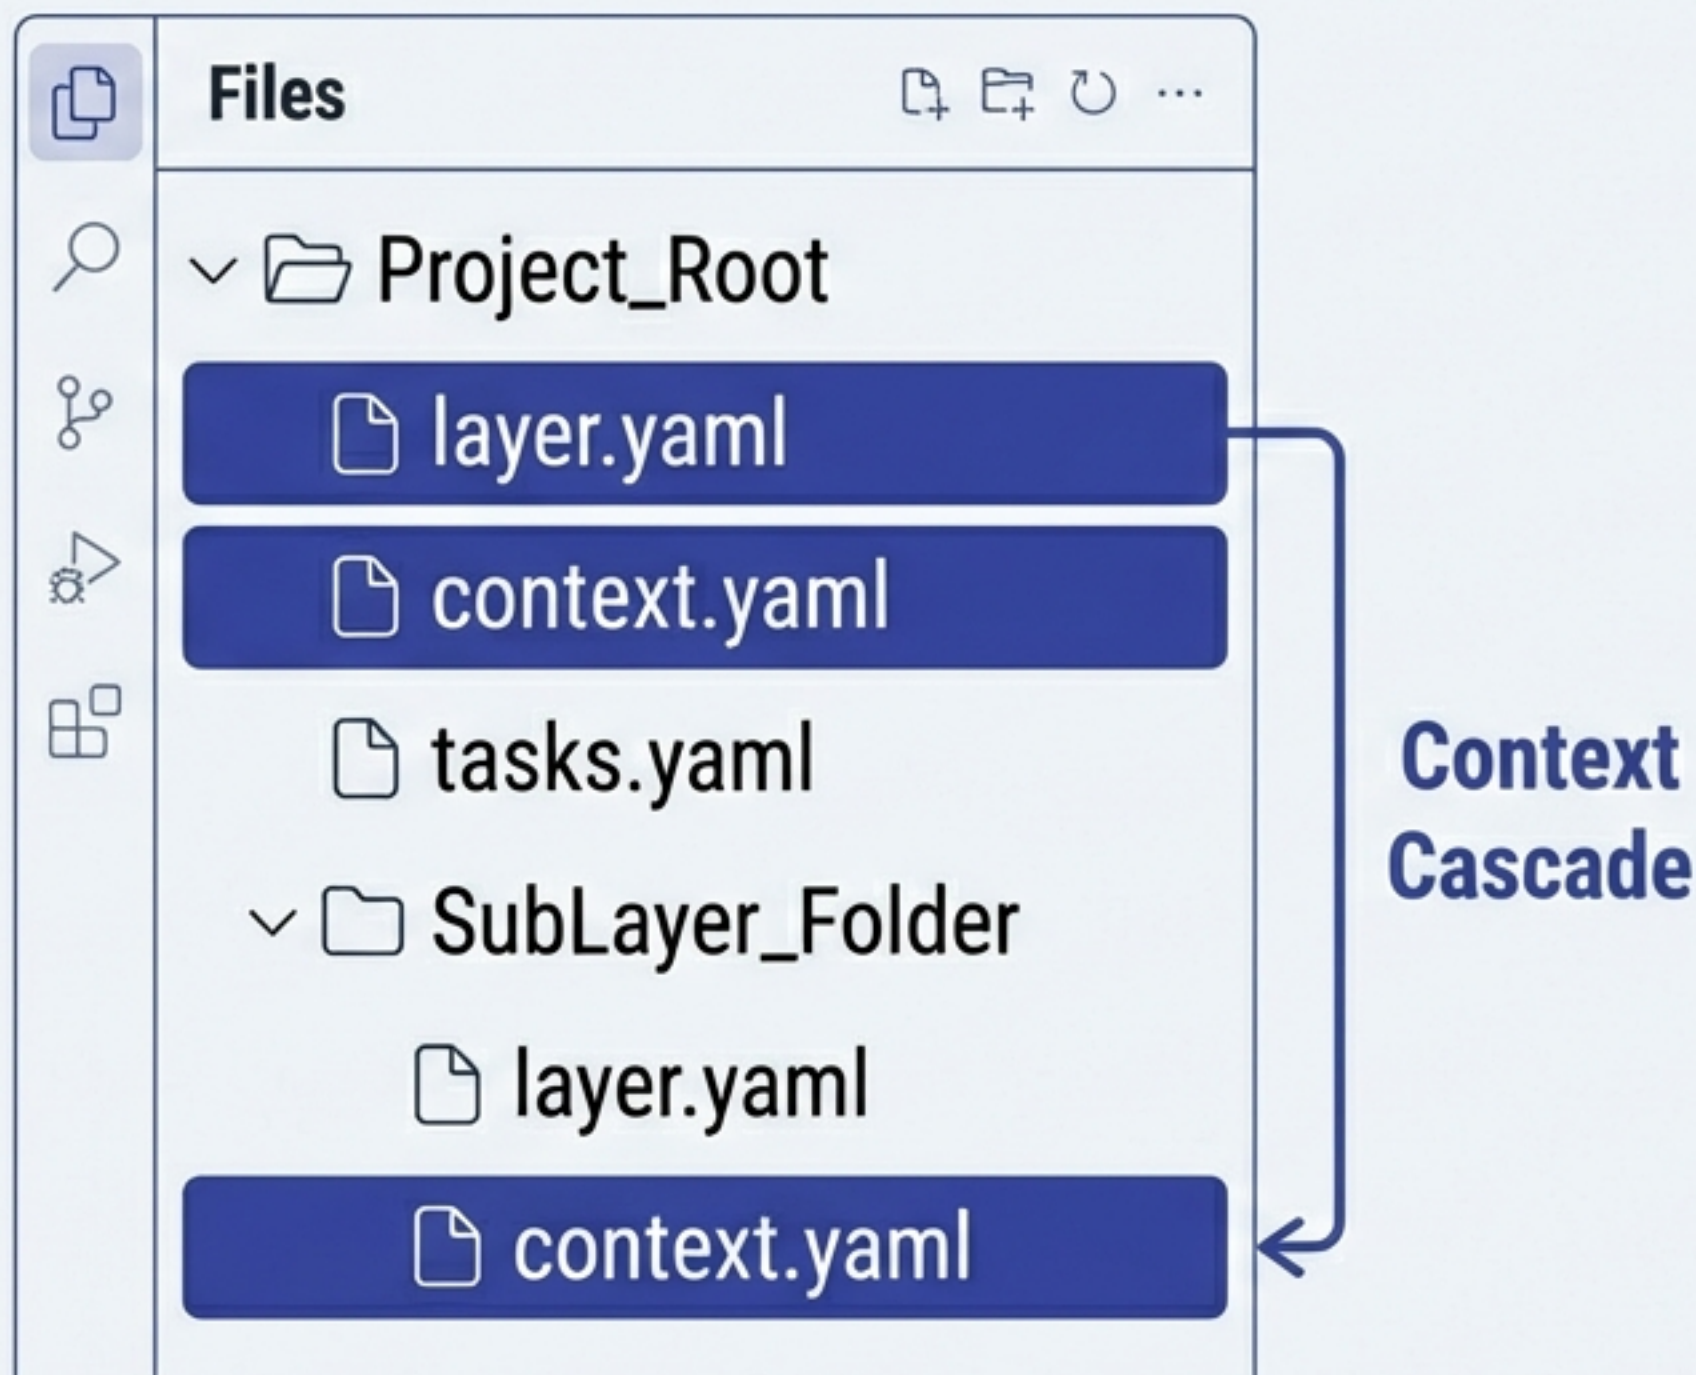 Files
Project_Root
layer.yaml
context.yaml
tasks.yaml
SubLayer_Folder
layer.yaml
context.yaml
Context
Cascade